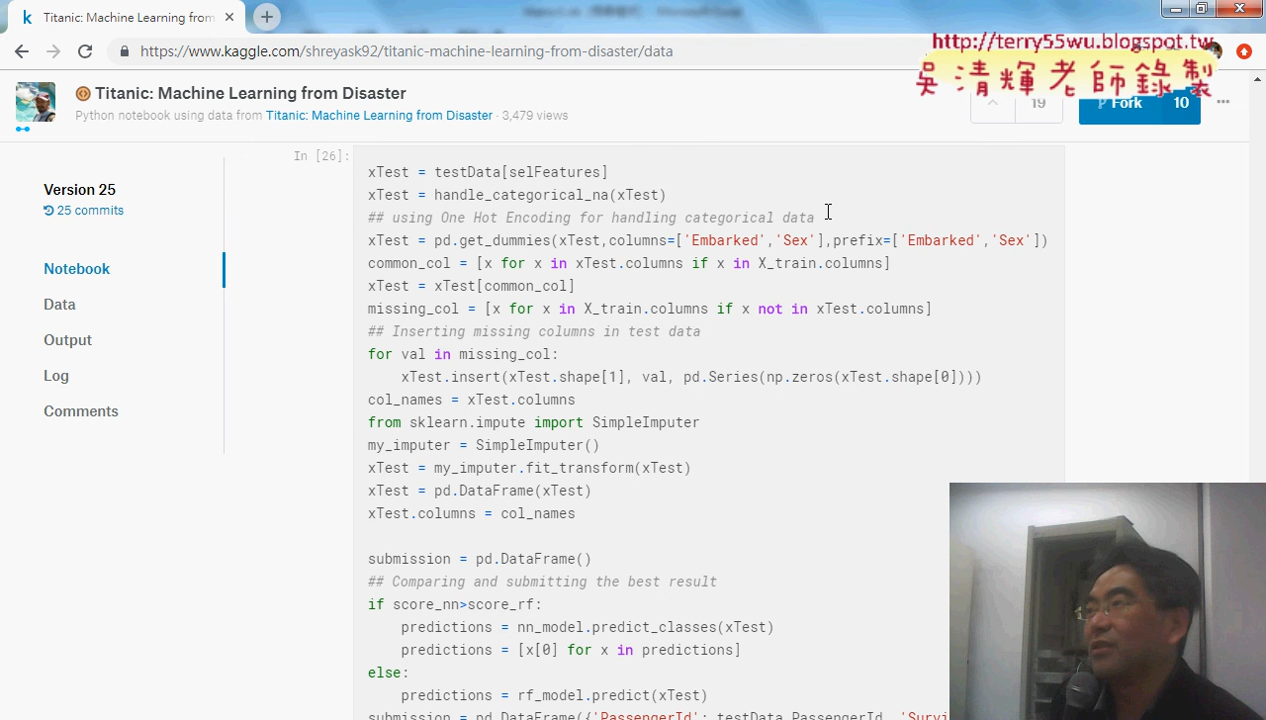 Titanic: Machine Learning from
https://www.kaggle.com/shreyask92/titanic-machine-learning-from-disaster/data
http://terry55wu.blogspot.tw
吳清輝老師錄製
Titanic: Machine Learning from Disaster
Python notebook using data from Titanic: Machine Learning from Disaster · 3,479 views
19
Fork
10
Version 25
25 commits
Notebook
Data
Output
Log
Comments
In [26]:
xTest = testData[selFeatures]
xTest = handle_categorical_na(xTest)
## using One Hot Encoding for handling categorical data
xTest = pd.get_dummies(xTest,columns=['Embarked','Sex'],prefix=['Embarked','Sex'])
common_col = [x for x in xTest.columns if x in X_train.columns]
xTest = xTest[common_col]
missing_col = [x for x in X_train.columns if x not in xTest.columns]
## Inserting missing columns in test data
for val in missing_col:
    xTest.insert(xTest.shape[1], val, pd.Series(np.zeros(xTest.shape[0])))
col_names = xTest.columns
from sklearn.impute import SimpleImputer
my_imputer = SimpleImputer()
xTest = my_imputer.fit_transform(xTest)
xTest = pd.DataFrame(xTest)
xTest.columns = col_names
submission = pd.DataFrame()
## Comparing and submitting the best result
if score_nn>score_rf:
    predictions = nn_model.predict_classes(xTest)
    predictions = [x[0] for x in predictions]
else:
    predictions = rf_model.predict(xTest)
submission = pd.DataFrame({'PassengerId': testData.PassengerId, 'Survi